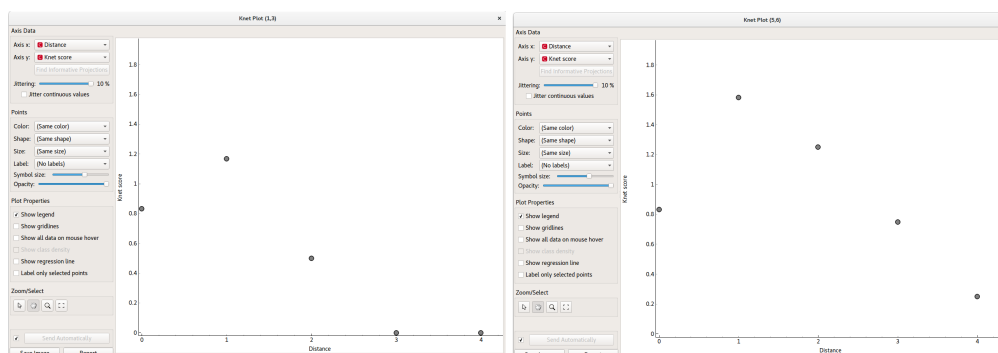 Knet Plot (1,3)
Axis Data
Axis x: C Distance
Axis y: C Knet score
Find Informative Projections
Jittering: 10 %
Jitter continuous values
Points
Color: (Same color)
Shape: (Same shape)
Size: (Same size)
Label: (No labels)
Symbol size:
Opacity:
Plot Properties
Show legend
Show gridlines
Show all data on mouse hover
Show class density
Show regression line
Label only selected points
Zoom/Select
Send Automatically
Save Image Report
Knet score
1.8
1.6
1.4
1.2
1
0.8
0.6
0.4
0.2
0
0 1 2 3 4
Distance
Knet Plot (5,6)
Axis Data
Axis x: C Distance
Axis y: C Knet score
Find Informative Projections
Jittering: 10 %
Jitter continuous values
Points
Color: (Same color)
Shape: (Same shape)
Size: (Same size)
Label: (No labels)
Symbol size:
Opacity:
Plot Properties
Show legend
Show gridlines
Show all data on mouse hover
Show class density
Show regression line
Label only selected points
Zoom/Select
Send Automatically
Knet score
1.8
1.6
1.4
1.2
1
0.8
0.6
0.4
0.2
0
0 1 2 3 4
Distance